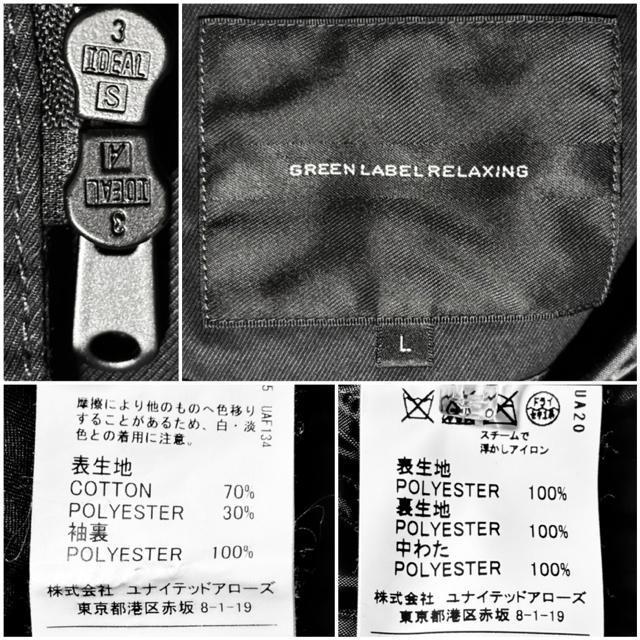 3
IDEAL
S
A
IDEAL
3
GREEN LABEL RELAXING
L
摩擦により他のものへ色移り
することがあるため、白・淡
色との着用に注意。
UAF134
表生地
COTTON 70%
POLYESTER 30%
袖裏
POLYESTER 100%
株式会社 ユナイテッドアローズ
東京都港区赤坂 8-1-19
ドライ
UA20
スチームで
浮かしアイロン
表生地
POLYESTER 100%
裏生地
POLYESTER 100%
中わた
POLYESTER 100%
株式会社 ユナイテッドアローズ
東京都港区赤坂 8-1-19